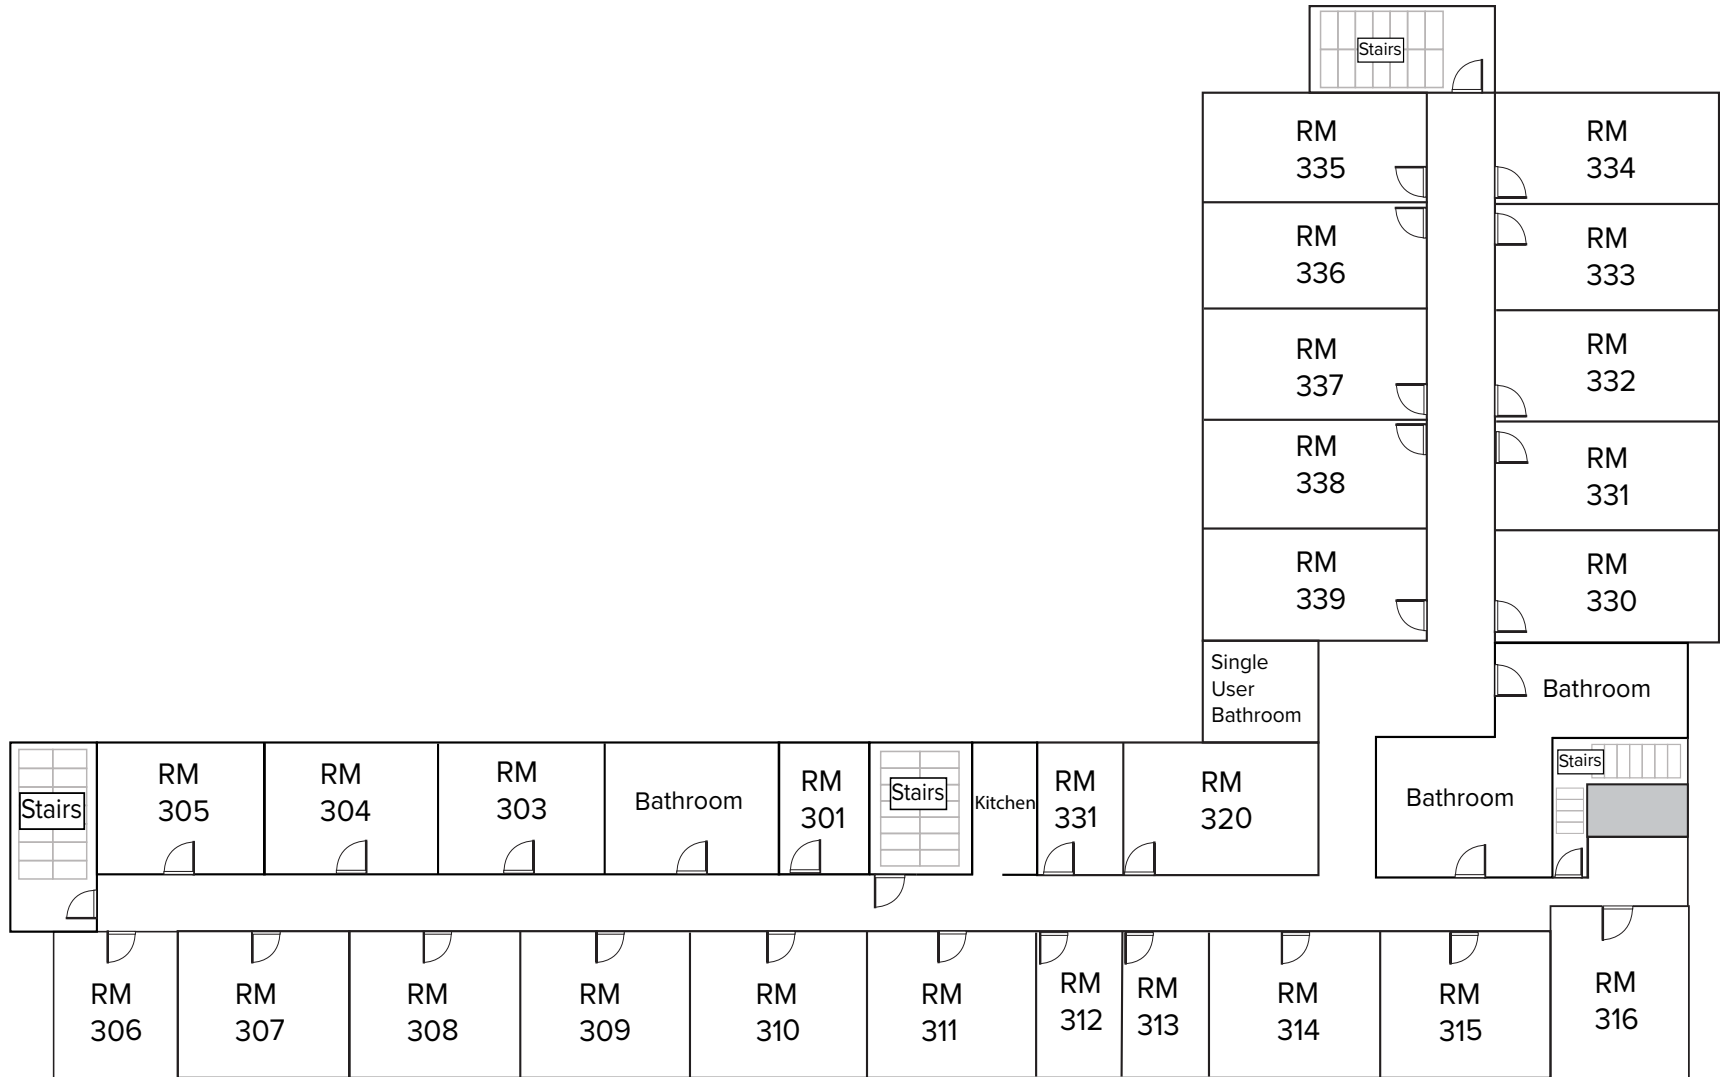 Stairs
RM
335
RM
334
RM
336
RM
333
RM
337
RM
332
RM
338
RM
331
RM
339
RM
330
Single
User
Bathroom
Bathroom
Stairs
RM
305
RM
304
RM
303
Bathroom
RM
301
Stairs
Kitchen
RM
331
RM
320
Bathroom
Stairs
RM
306
RM
307
RM
308
RM
309
RM
310
RM
311
RM
312
RM
313
RM
314
RM
315
RM
316